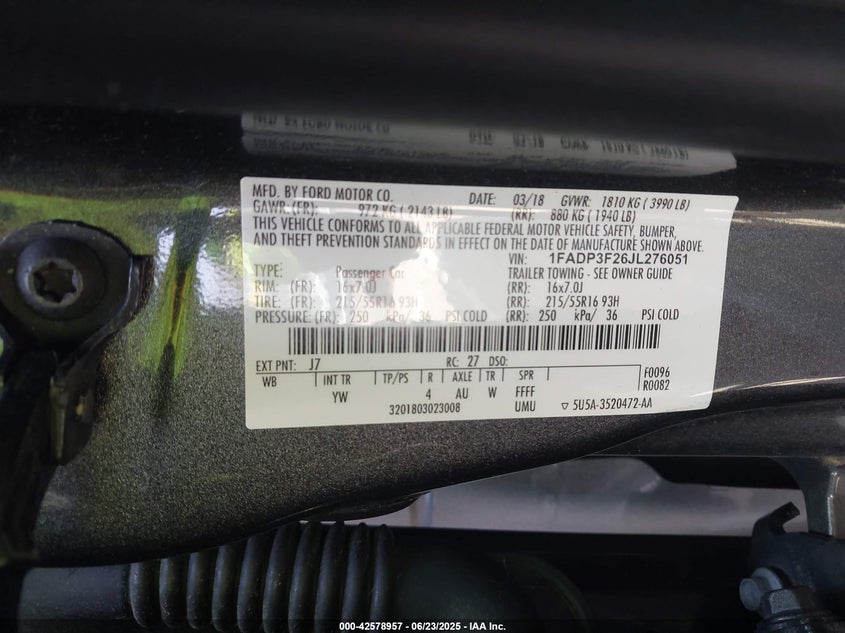 MFD. BY FORD MOTOR CO. DATE: 03/18 GVWR: 1810 KG ( 3990 LB)
GAWR: (FR): 972 KG ( 2143 LB) (RR): 880 KG ( 1940 LB)
THIS VEHICLE CONFORMS TO ALL APPLICABLE FEDERAL MOTOR VEHICLE SAFETY, BUMPER,
AND THEFT PREVENTION STANDARDS IN EFFECT ON THE DATE OF MANUFACTURE SHOWN ABOVE.
VIN: 1FADP3F26JL276051
TYPE: Passenger Car TRAILER TOWING - SEE OWNER GUIDE
RIM: (FR): 16x7.0J (RR): 16x7.0J
TIRE: (FR): 215/55R16 93H (RR): 215/55R16 93H
PRESSURE: (FR): 250 kPa/ 36 PSI COLD (RR): 250 kPa/ 36 PSI COLD
EXT PNT: J7 RC: 27 DSO:
WB INT TR TP/PS R AXLE TR SPR F0096
YW 4 AU W FFFF R0082
3201803023008 UMU ▽ 5U5A-3520472-AA
000-42578957 - 06/23/2025 - IAA Inc.